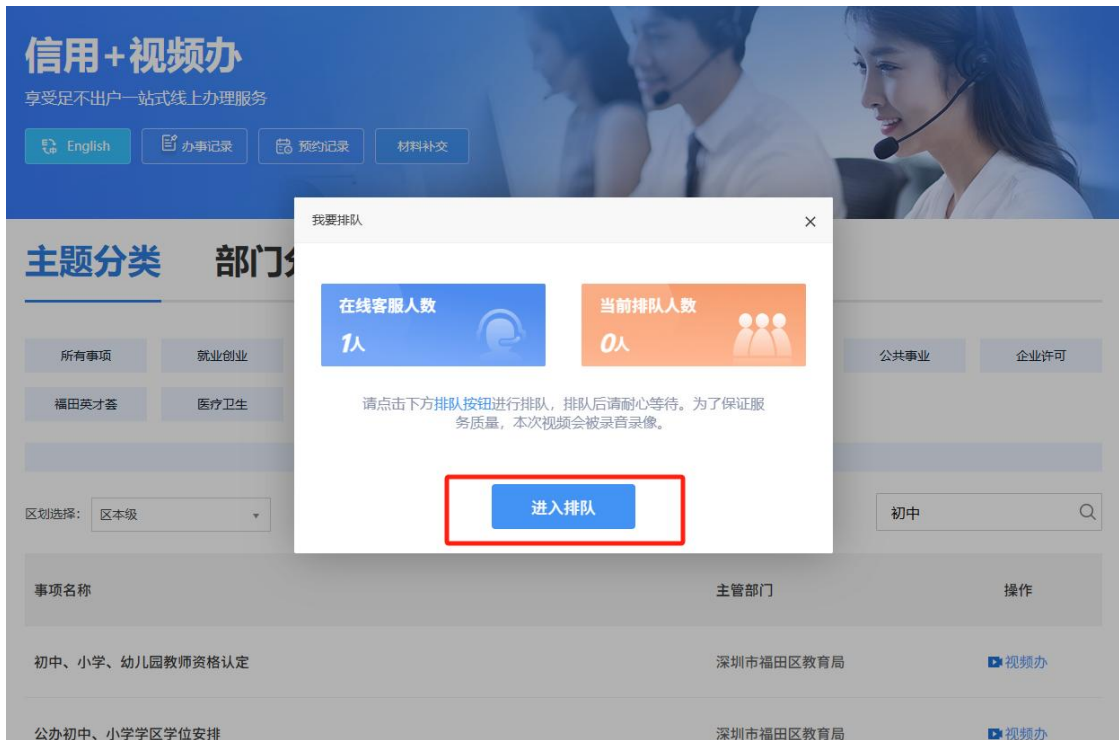 信用+视频办
享受足不出户一站式线上办理服务
English
办事记录
预约记录
材料补交
我要排队
主题分类
部门分
在线客服人数
1人
当前排队人数
0人
所有事项
就业创业
公共事业
企业许可
福田英才荟
医疗卫生
请点击下方排队按钮进行排队，排队后请耐心等待。为了保证服
务质量，本次视频会被录音录像。
进入排队
区划选择：
区本级
初中
事项名称
主管部门
操作
初中、小学、幼儿园教师资格认定
深圳市福田区教育局
视频办
公办初中、小学学区学位安排
深圳市福田区教育局
视频办